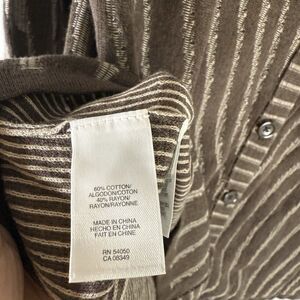 60% COTTON/
ALGODON/COTON
40% RAYON/
RAYON/RAYONNE
MADE IN CHINA
HECHO EN CHINA
FAIT EN CHINE
RN 54050
CA 08349